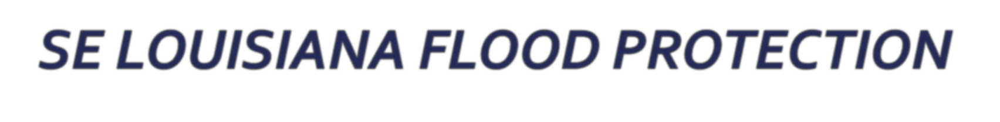 SE LOUISIANA FLOOD PROTECTION